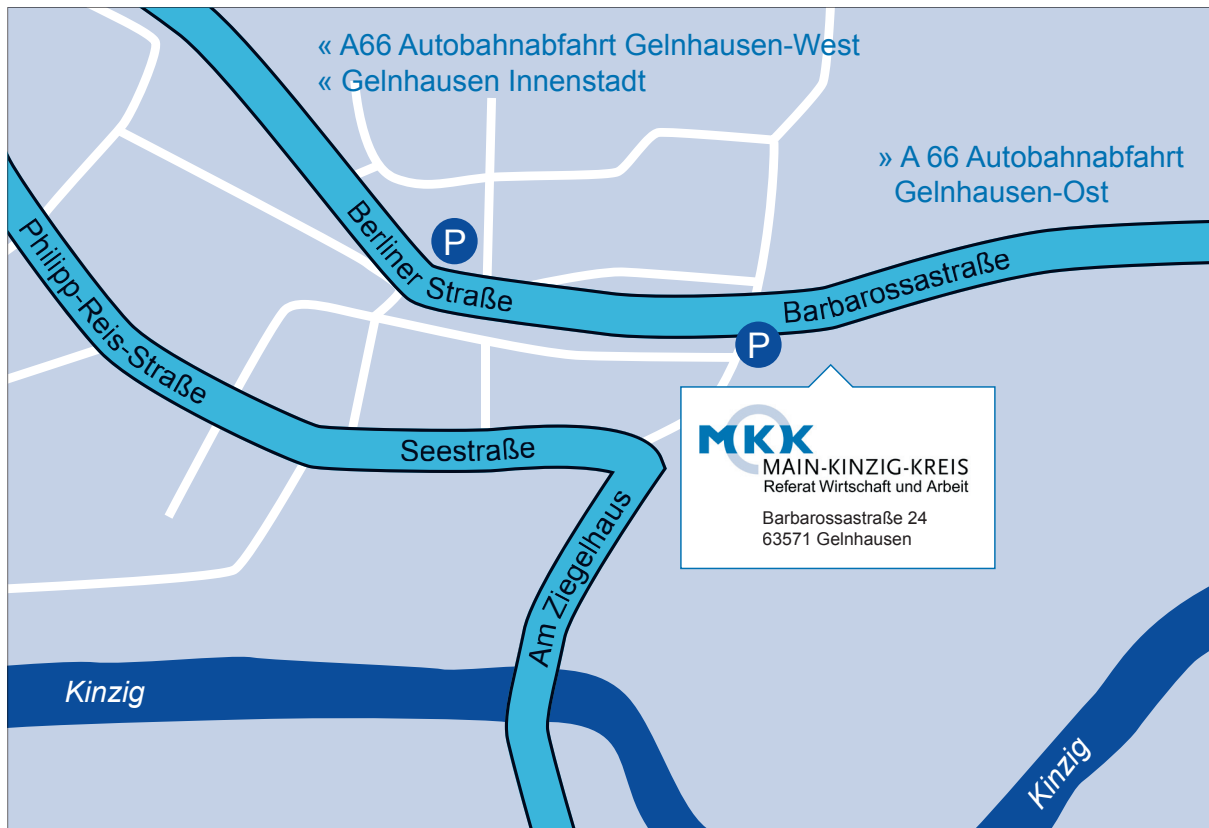 « A66 Autobahnabfahrt Gelnhausen-West
« Gelnhausen Innenstadt
» A 66 Autobahnabfahrt
Gelnhausen-Ost
P
Berliner Straße
Barbarossastraße
Philipp-Reis-Straße
P
Seestraße
MKK
MAIN-KINZIG-KREIS
Referat Wirtschaft und Arbeit
Barbarossastraße 24
63571 Gelnhausen
Am Ziegelhaus
Kinzig
Kinzig